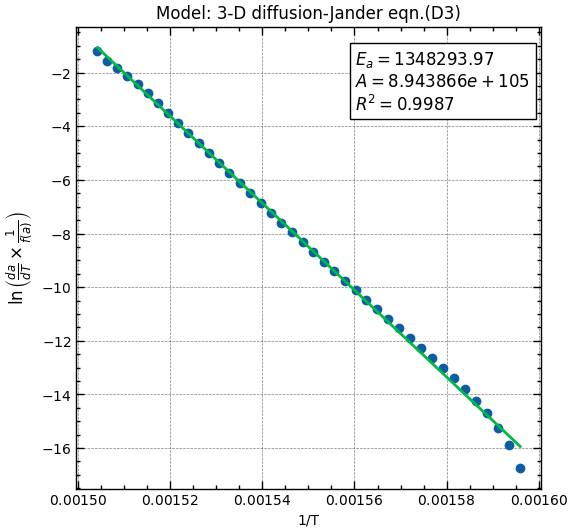 Model: 3-D diffusion-Jander eqn.(D3)
E_a = 1348293.97
A = 8.943866e + 105
R^2 = 0.9987
−2
−4
−6
−8
−10
−12
−14
−16
ln (da/dT × 1/f(a))
0.00150 0.00152 0.00154 0.00156 0.00158 0.00160
1/T